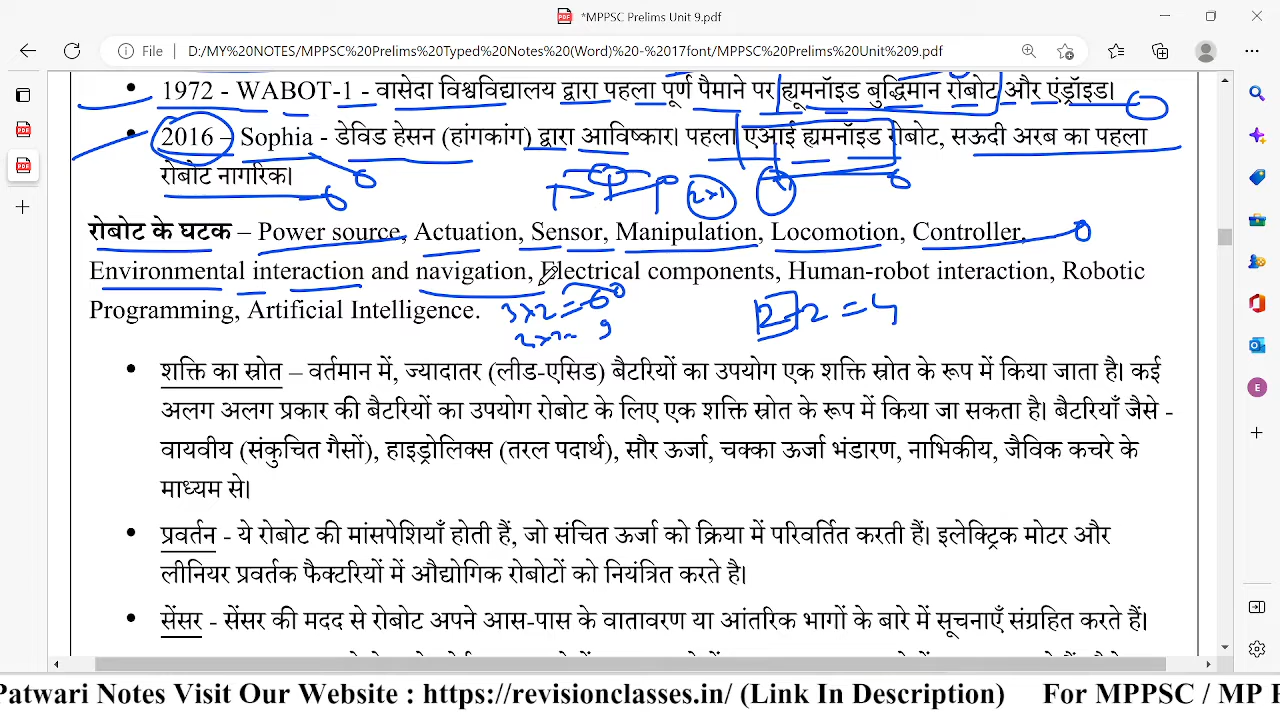 *MPPSC Prelims Unit 9.pdf
File D:/MY%20NOTES/MPPSC%20Prelims%20Typed%20Notes%20(Word)%20-%2017font/MPPSC%20Prelims%20Unit%209.pdf
• 1972 - WABOT-1 - वासेदा विश्वविद्यालय द्वारा पहला पूर्ण पैमाने पर ह्यूमनॉइड बुद्धिमान रोबोट और एंड्रॉइड।
• 2016 – Sophia - डेविड हेसन (हांगकांग) द्वारा आविष्कार। पहला एआई ह्यमनॉइड रोबोट, सऊदी अरब का पहला
रोबोट नागरिक।
2x1
रोबोट के घटक – Power source, Actuation, Sensor, Manipulation, Locomotion, Controller,
Environmental interaction and navigation, Electrical components, Human-robot interaction, Robotic
Programming, Artificial Intelligence.
3x2=6
2+2=4
• शक्ति का स्रोत – वर्तमान में, ज्यादातर (लीड-एसिड) बैटरियों का उपयोग एक शक्ति स्रोत के रूप में किया जाता है। कई
अलग अलग प्रकार की बैटरियों का उपयोग रोबोट के लिए एक शक्ति स्रोत के रूप में किया जा सकता है। बैटरियाँ जैसे -
वायवीय (संकुचित गैसों), हाइड्रोलिक्स (तरल पदार्थ), सौर ऊर्जा, चक्का ऊर्जा भंडारण, नाभिकीय, जैविक कचरे के
माध्यम से।
• प्रवर्तन - ये रोबोट की मांसपेशियाँ होती हैं, जो संचित ऊर्जा को क्रिया में परिवर्तित करती हैं। इलेक्ट्रिक मोटर और
लीनियर प्रवर्तक फैक्टरियों में औद्योगिक रोबोटों को नियंत्रित करते है।
• सेंसर - सेंसर की मदद से रोबोट अपने आस-पास के वातावरण या आंतरिक भागों के बारे में सूचनाएँ संग्रहित करते हैं।
E
Patwari Notes Visit Our Website : https://revisionclasses.in/ (Link In Description) For MPPSC / MP